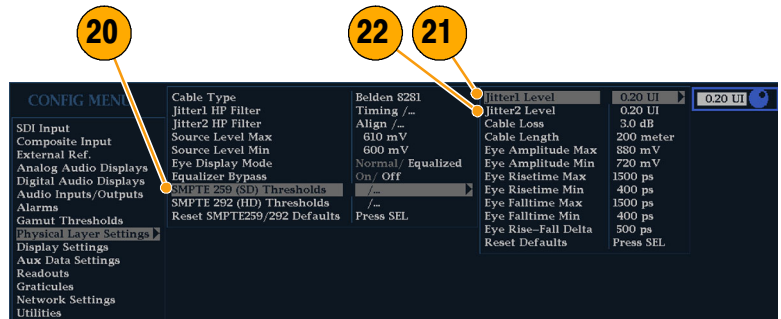 20
22
21
CONFIG MENU
SDI Input
Composite Input
External Ref.
Analog Audio Displays
Digital Audio Displays
Audio Inputs/Outputs
Alarms
Gamut Thresholds
Physical Layer Settings
Display Settings
Aux Data Settings
Readouts
Graticules
Network Settings
Utilities
Cable Type Belden 8281
Jitter1 HP Filter Timing /...
Jitter2 HP Filter Align /...
Source Level Max 610 mV
Source Level Min 600 mV
Eye Display Mode Normal/ Equalized
Equalizer Bypass On/ Off
SMPTE 259 (SD) Thresholds /...
SMPTE 292 (HD) Thresholds /...
Reset SMPTE259/292 Defaults Press SEL
Jitter1 Level 0.20 UI
Jitter2 Level 0.20 UI
Cable Loss 3.0 dB
Cable Length 200 meter
Eye Amplitude Max 880 mV
Eye Amplitude Min 720 mV
Eye Risetime Max 1500 ps
Eye Risetime Min 400 ps
Eye Falltime Max 1500 ps
Eye Falltime Min 400 ps
Eye Rise-Fall Delta 500 ps
Reset Defaults Press SEL
0.20 UI